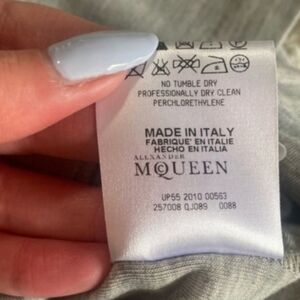 NO TUMBLE DRY
PROFESSIONALLY DRY CLEAN
PERCHLORETHYLENE
MADE IN ITALY
FABRIQUE' EN ITALIE
HECHO EN ITALIA
ALEXANDER
McQUEEN
UP55 2010 00563
257008 QJ089 0088